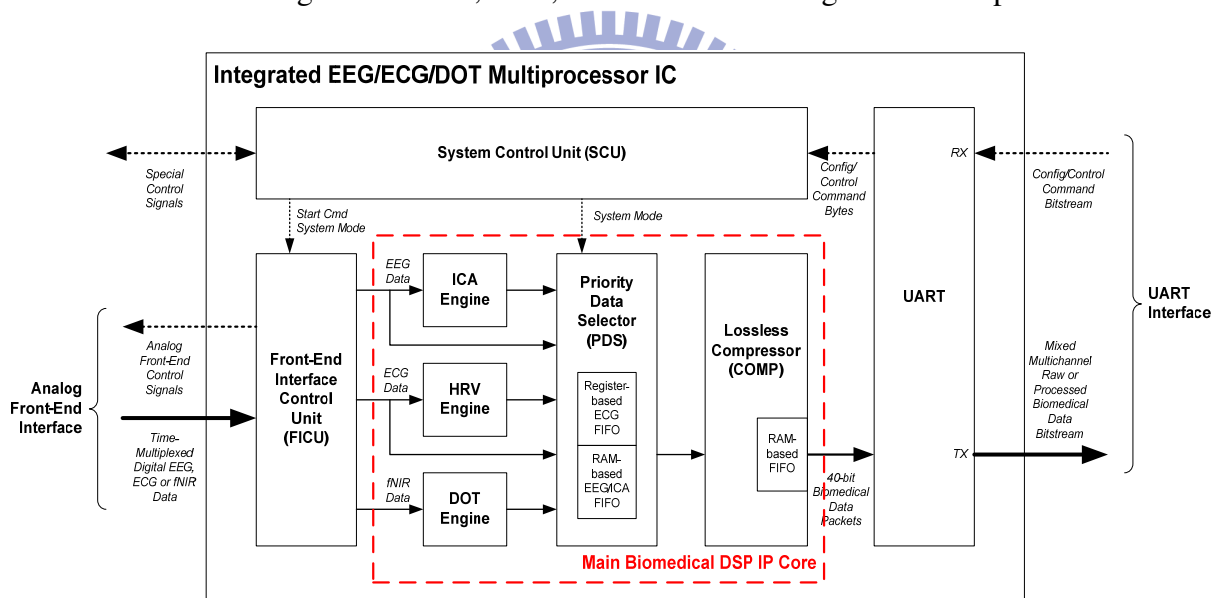 Integrated EEG/ECG/DOT Multiprocessor IC
System Control Unit (SCU)
Special
Control
Signals
Start Cmd
System Mode
System Mode
Config/
Control
Command
Bytes
RX
Config/Control
Command
Bitstream
UART
UART
Interface
Analog
Front-End
Interface
Analog
Front-End
Control
Signals
Time-
Multiplexed
Digital EEG,
ECG or fNIR
Data
Front-End
Interface
Control
Unit
(FICU)
EEG
Data
ICA
Engine
ECG
Data
HRV
Engine
fNIR
Data
DOT
Engine
Priority
Data
Selector
(PDS)
Register-
based
ECG
FIFO
RAM-
based
EEG/ICA
FIFO
Lossless
Compressor
(COMP)
RAM-
based
FIFO
40-bit
Biomedical
Data
Packets
Mixed
Multichannel
Raw or
Processed
Biomedical
Data
Bitstream
TX
Main Biomedical DSP IP Core